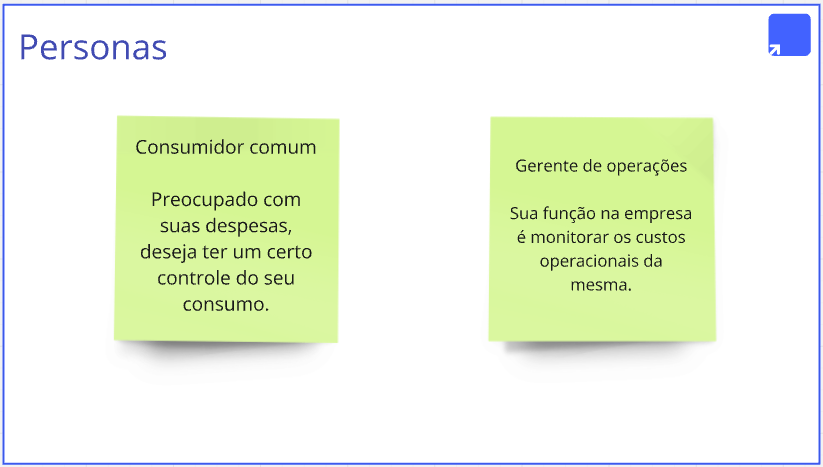 Personas
Consumidor comum
Preocupado com
suas despesas,
deseja ter um certo
controle do seu
consumo.
Gerente de operações
Sua função na empresa
é monitorar os custos
operacionais da
mesma.